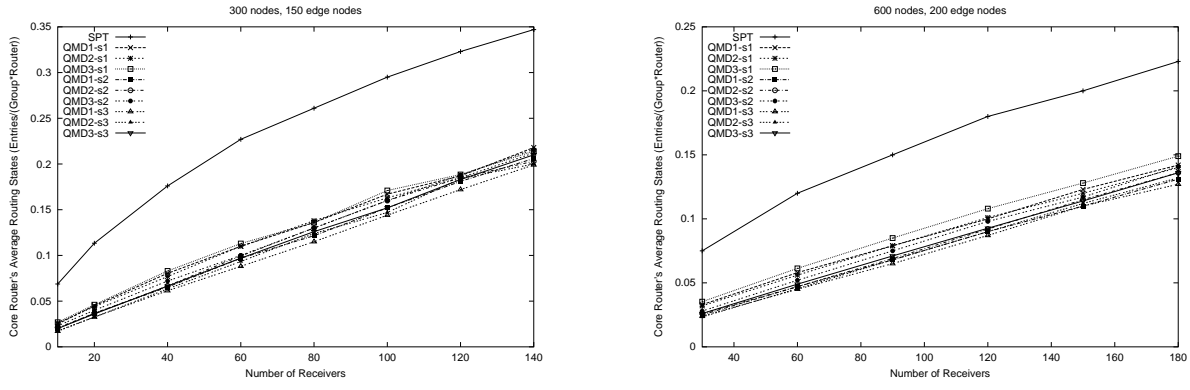 300 nodes, 150 edge nodes
Core Router's Average Routing States (Entries/(Group*Router))
0.35
0.3
0.25
0.2
0.15
0.1
0.05
0
SPT
QMD1-s1
QMD2-s1
QMD3-s1
QMD1-s2
QMD2-s2
QMD3-s2
QMD1-s3
QMD2-s3
QMD3-s3
20 40 60 80 100 120 140
Number of Receivers
600 nodes, 200 edge nodes
Core Router's Average Routing States (Entries/(Group*Router))
0.25
0.2
0.15
0.1
0.05
0
SPT
QMD1-s1
QMD2-s1
QMD3-s1
QMD1-s2
QMD2-s2
QMD3-s2
QMD1-s3
QMD2-s3
QMD3-s3
40 60 80 100 120 140 160 180
Number of Receivers